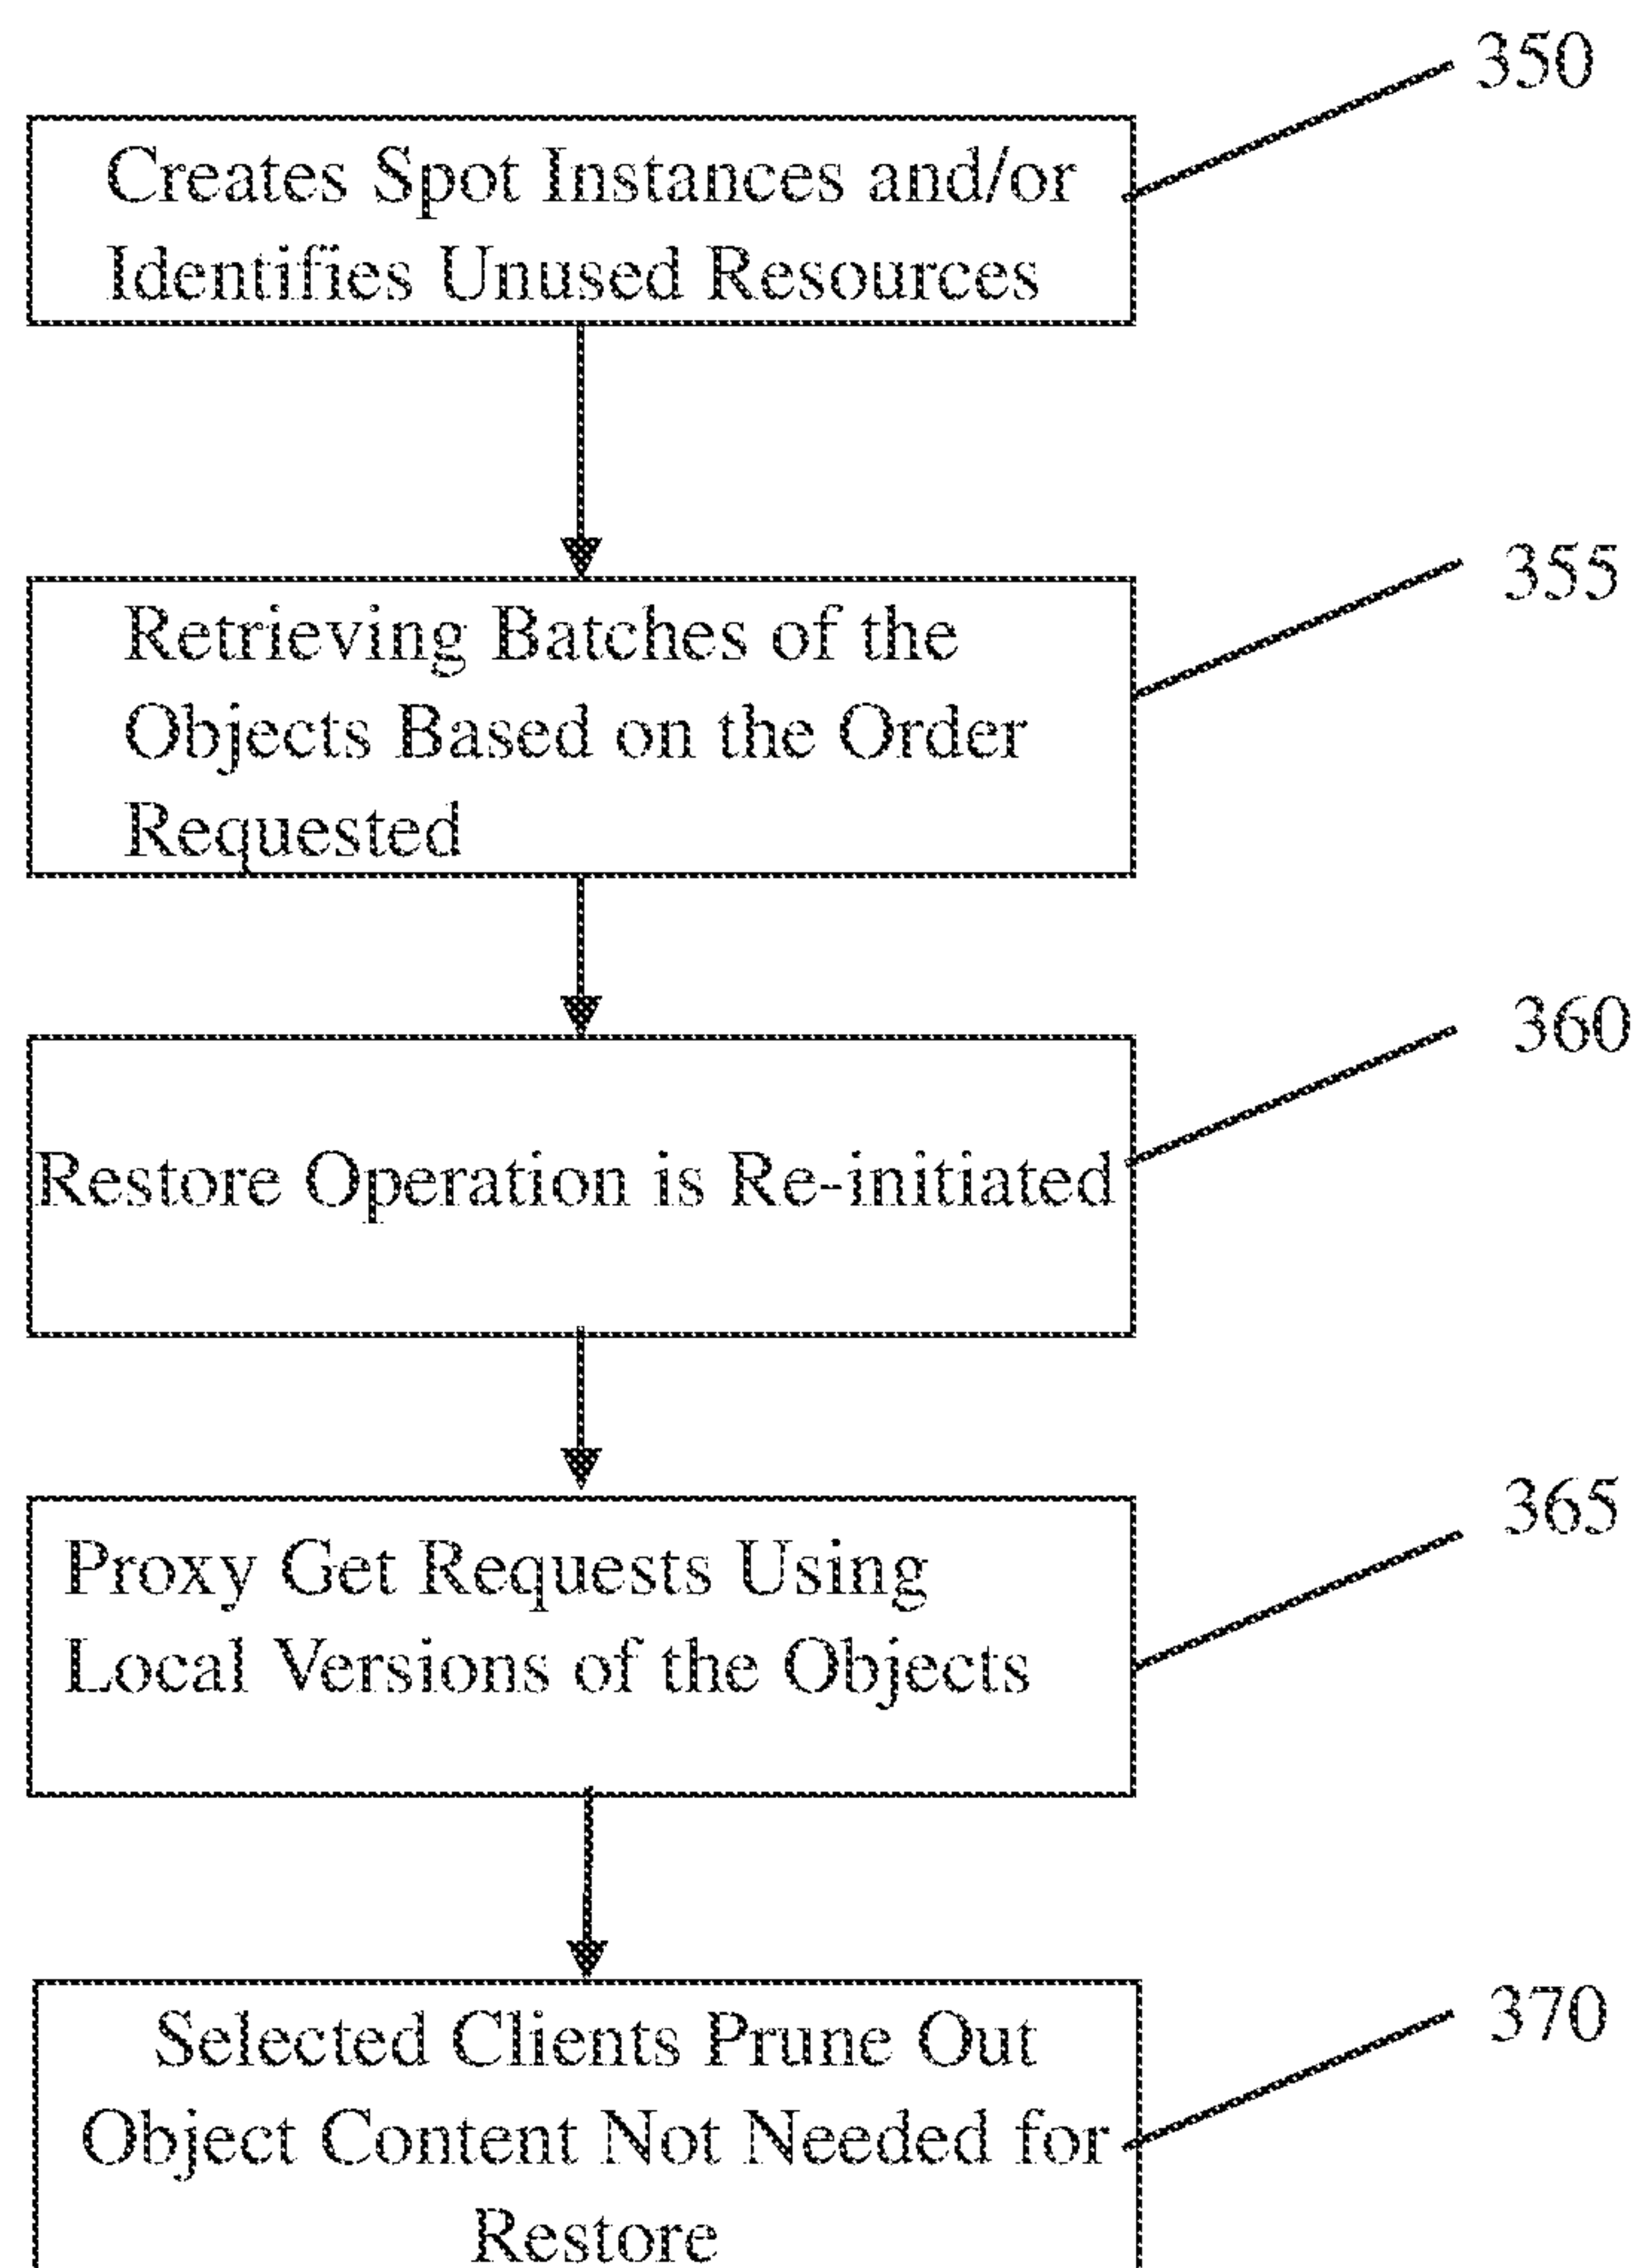 350
Creates Spot Instances and/or
Identifies Unused Resources
355
Retrieving Batches of the
Objects Based on the Order
Requested
360
Restore Operation is Re-initiated
365
Proxy Get Requests Using
Local Versions of the Objects
370
Selected Clients Prune Out
Object Content Not Needed for
Restore